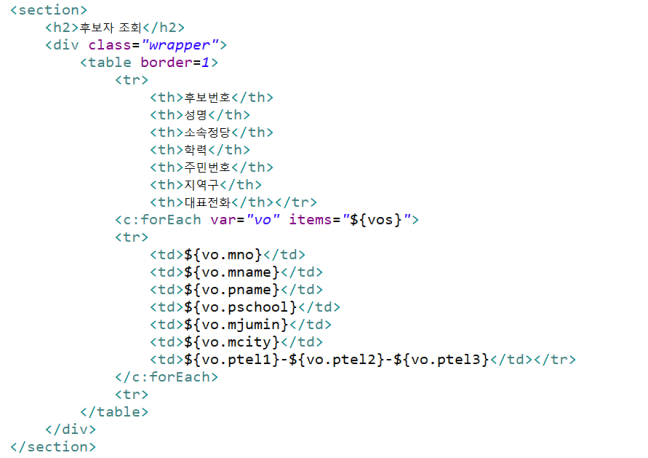 <section>
    <h2>후보자 조회</h2>
    <div class="wrapper">
        <table border=1>
            <tr>
                <th>후보번호</th>
                <th>성명</th>
                <th>소속정당</th>
                <th>학력</th>
                <th>주민번호</th>
                <th>지역구</th>
                <th>대표전화</th></tr>
            <c:forEach var="vo" items="${vos}">
            <tr>
                <td>${vo.mno}</td>
                <td>${vo.mname}</td>
                <td>${vo.pname}</td>
                <td>${vo.pschool}</td>
                <td>${vo.mjumin}</td>
                <td>${vo.mcity}</td>
                <td>${vo.ptel1}-${vo.ptel2}-${vo.ptel3}</td></tr>
            </c:forEach>
            <tr>
        </table>
    </div>
</section>